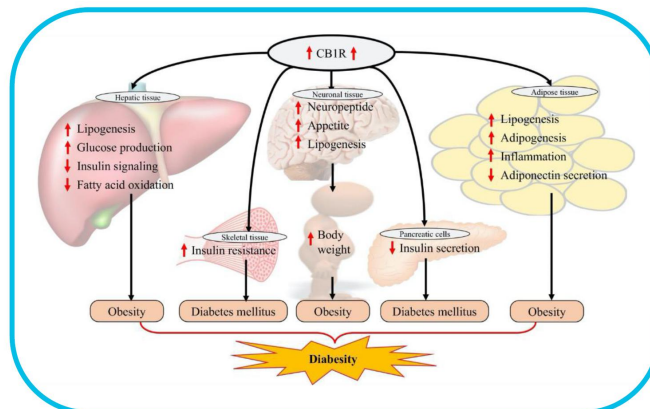 CB1R
Hepatic tissue
Lipogenesis
Glucose production
Insulin signaling
Fatty acid oxidation
Neuronal tissue
Neuropeptide
Appetite
Lipogenesis
Adipose tissue
Lipogenesis
Adipogenesis
Inflammation
Adiponectin secretion
Skeletal tissue
Insulin resistance
Body
weight
Pancreatic cells
Insulin secretion
Obesity
Diabetes mellitus
Obesity
Diabetes mellitus
Obesity
Diabesity